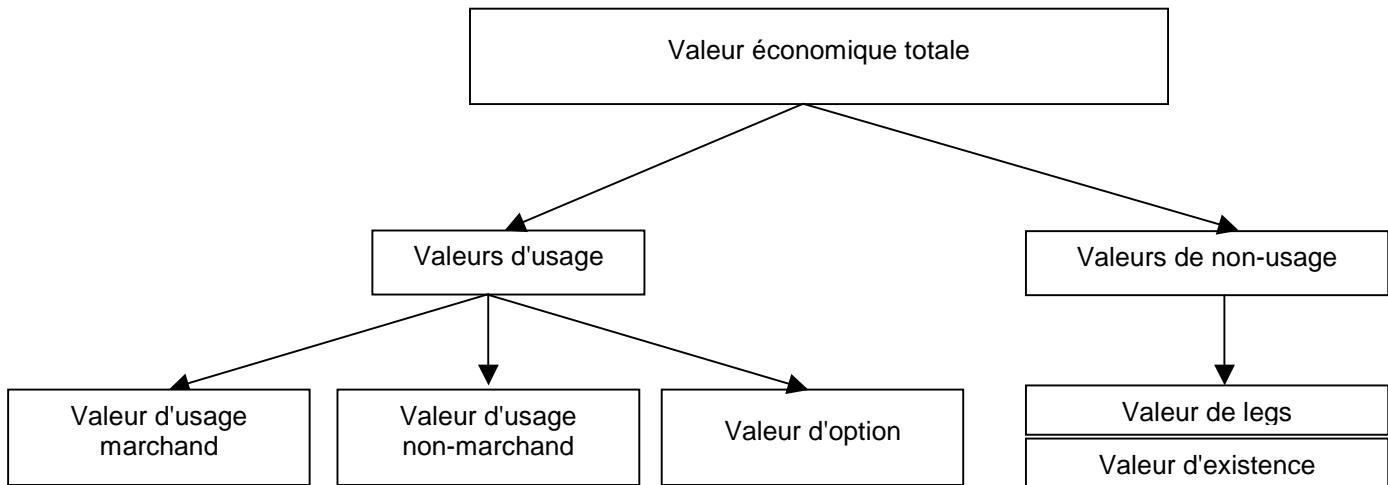 Valeur économique totale
Valeurs d'usage
Valeurs de non-usage
Valeur d'usage
marchand
Valeur d'usage
non-marchand
Valeur d'option
Valeur de legs
Valeur d'existence